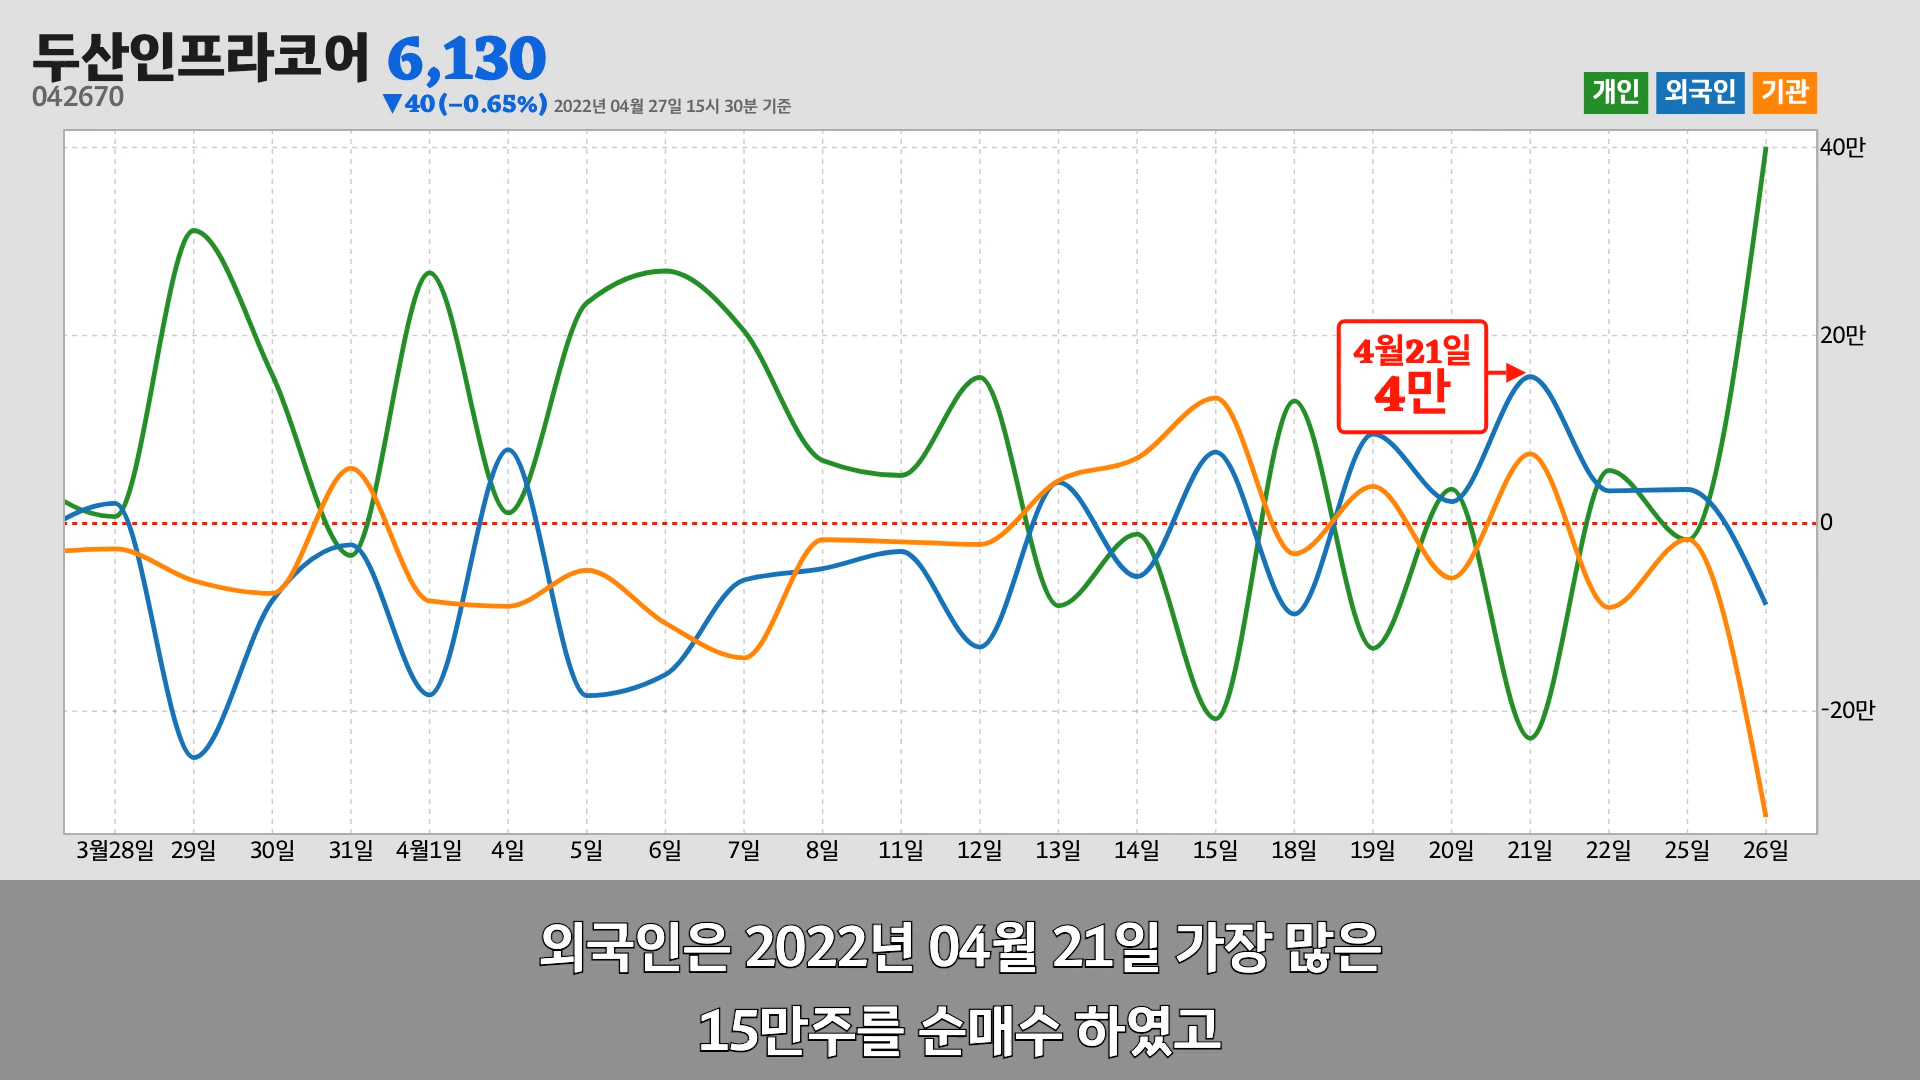 두산인프라코어 6,130
042670
▼40(-0.65%) 2022년 04월 27일 15시 30분 기준
개인 외국인 기관
40만
20만
0
-20만
4월21일
4만
3월28일 29일 30일 31일 4월1일 4일 5일 6일 7일 8일 11일 12일 13일 14일 15일 18일 19일 20일 21일 22일 25일 26일
외국인은 2022년 04월 21일 가장 많은
15만주를 순매수 하였고